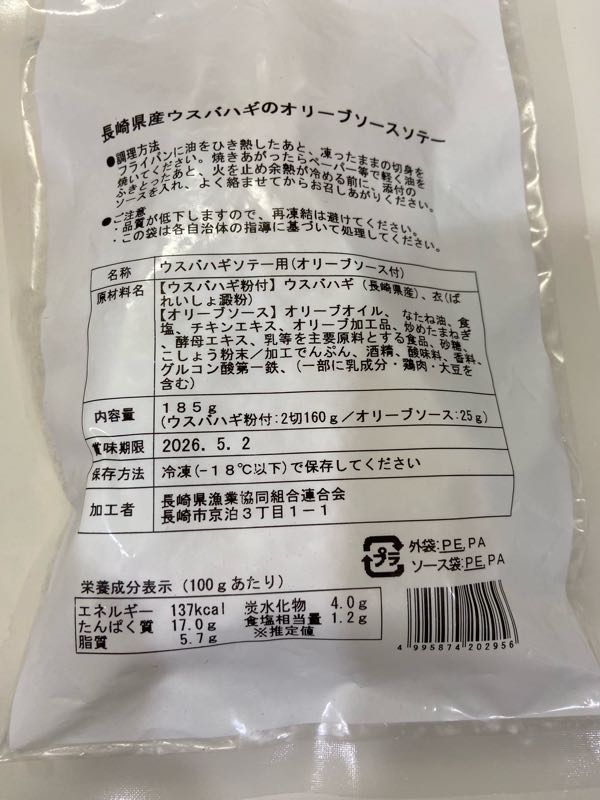 長崎県産ウスバハギのオリーブソースソテー
●調理方法
フライパンに油をひき熱したあと、凍ったままの切身を
焼いてください。焼きあがったらペーパー等で軽く油を
ふきとったあと、火を止め余熱が冷める前に、添付の
ソースを入れ、よく絡ませてからお召しあがりください。
●ご注意
・品質が低下しますので、再凍結は避けてください。
・この袋は各自治体の指導に基づいて処理してください。
名称 ウスバハギソテー用(オリーブソース付)
原材料名 【ウスバハギ粉付】ウスバハギ（長崎県産）、衣（ば
れいしょ澱粉）
【オリーブソース】オリーブオイル、なたね油、食
塩、チキンエキス、オリーブ加工品、炒めたまねぎ
、酵母エキス、乳等を主要原料とする食品、砂糖、
こしょう粉末／加工でんぷん、酒精、酸味料、香料、
グルコン酸第一鉄、（一部に乳成分・鶏肉・大豆を
含む）
内容量 １８５ｇ
(ウスバハギ粉付:2切160ｇ／オリーブソース:25ｇ)
賞味期限 2026.5.2
保存方法 冷凍(-１８℃以下)で保存してください
加工者 長崎県漁業協同組合連合会
長崎市京泊３丁目１－１
プラ 外袋:PE,PA
ソース袋:PE,PA
栄養成分表示（100ｇあたり）
エネルギー 137kcal 炭水化物 4.0ｇ
たんぱく質 17.0ｇ 食塩相当量 1.2ｇ
脂質 5.7ｇ ※推定値
4 995874 202956